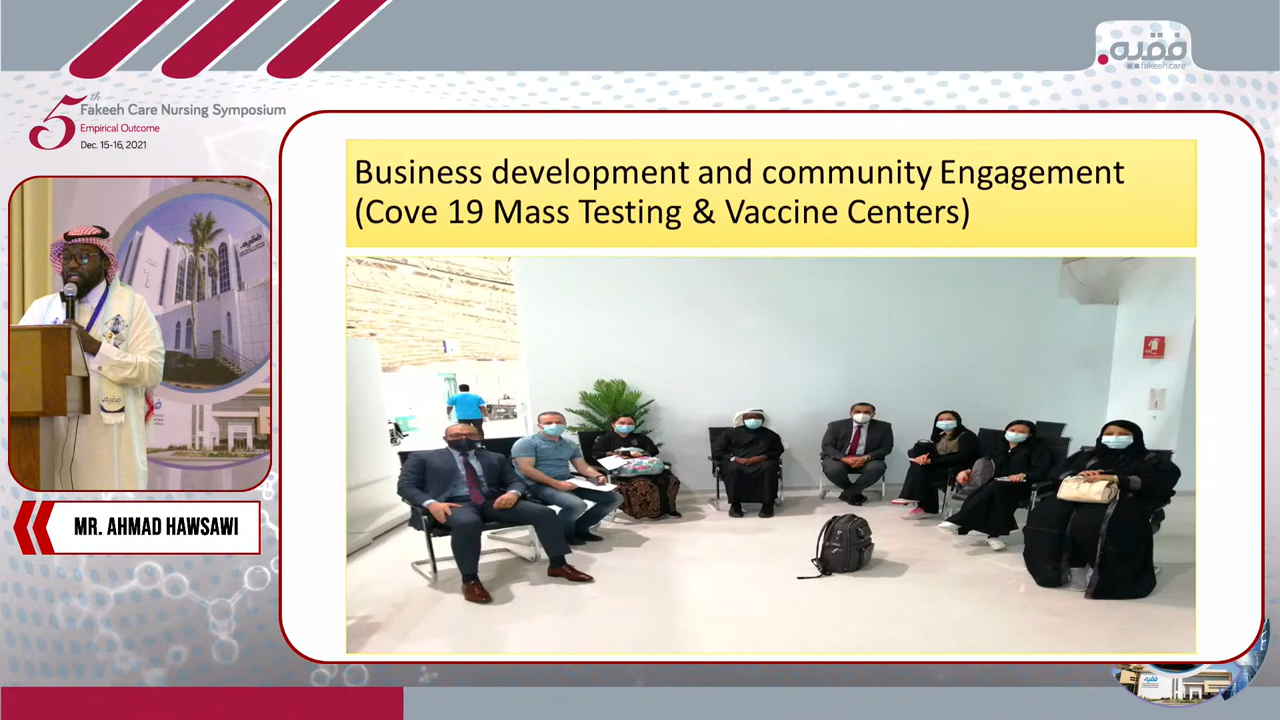 فقيه
fakeeh.care
5th
Fakeeh Care Nursing Symposium
Empirical Outcome
Dec. 15-16, 2021
Business development and community Engagement
(Cove 19 Mass Testing & Vaccine Centers)
MR. AHMAD HAWSAWI